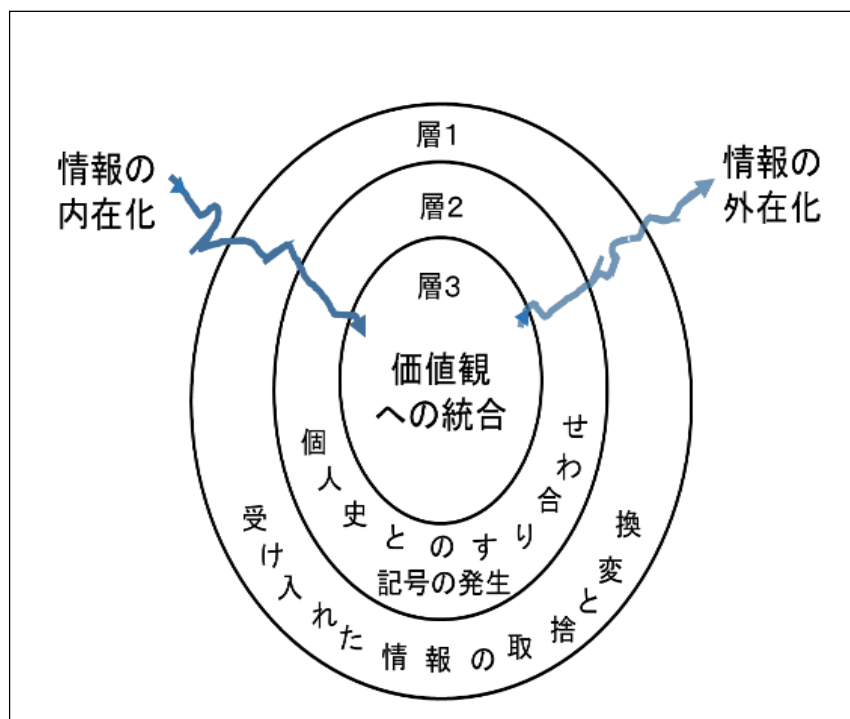 層1
情報の
内在化
情報の
外在化
層2
層3
価値観
への統合
個人史とのすり合わせ
記号の発生
受け入れた情報の取捨と変換